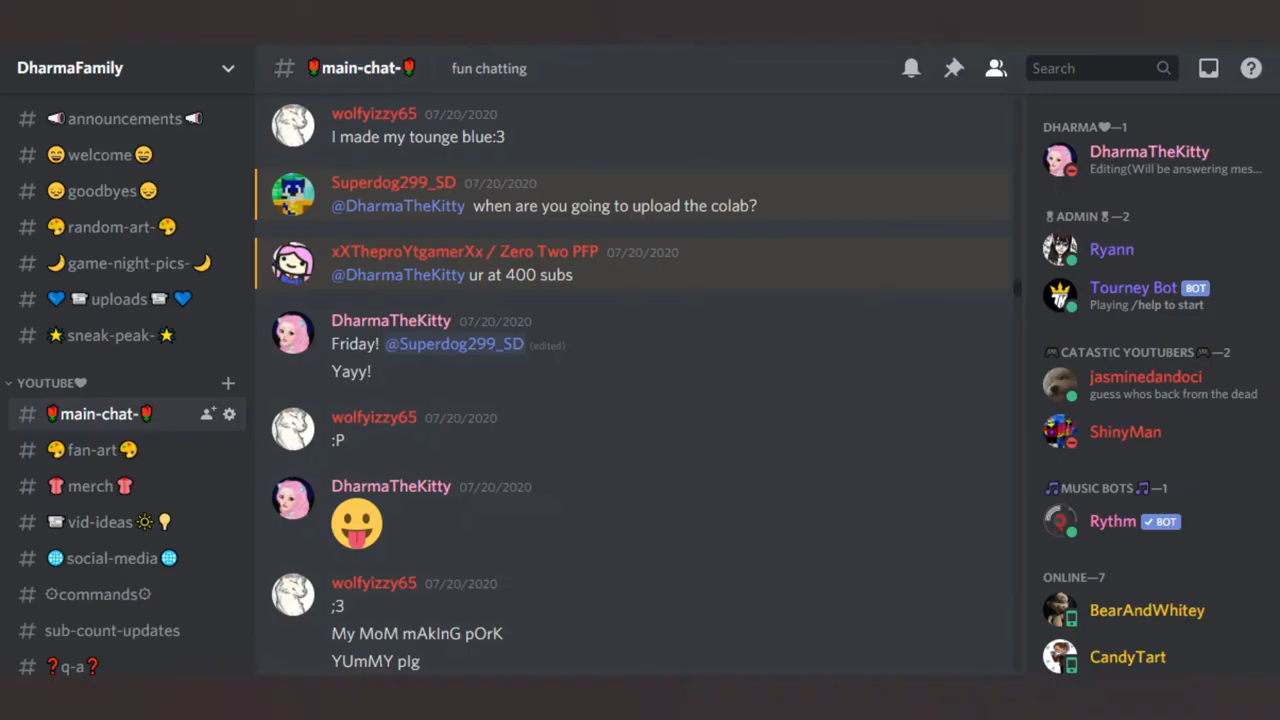 DharmaFamily
# 📢announcements📢
# 😄welcome😄
# 😞goodbyes😞
# 🎨random-art-🎨
# 🌙game-night-pics-🌙
# 💙📨uploads📨💙
# 🌟sneak-peak-🌟
YOUTUBE🖤
# 🌹main-chat-🌹
# 🎨fan-art🎨
# 👚merch👚
# 📨vid-ideas🔅💡
# 🌐social-media🌐
# ⚙commands⚙
# sub-count-updates
# ❓q-a❓
# 🌹main-chat-🌹 fun chatting
Search
wolfyizzy65 07/20/2020
I made my tounge blue:3
Superdog299_SD 07/20/2020
@DharmaTheKitty when are you going to upload the colab?
xXTheproYtgamerXx / Zero Two PFP 07/20/2020
@DharmaTheKitty ur at 400 subs
DharmaTheKitty 07/20/2020
Friday! @Superdog299_SD (edited)
Yayy!
wolfyizzy65 07/20/2020
:P
DharmaTheKitty 07/20/2020
😛
wolfyizzy65 07/20/2020
;3
My MoM mAkInG pOrK
YUmMY pIg
DHARMA🖤—1
DharmaTheKitty
Editing(Will be answering mes...
🎖ADMIN🎖—2
Ryann
Tourney Bot BOT
Playing /help to start
🎮CATASTIC YOUTUBERS🎮—2
jasminedandoci
guess whos back from the dead
ShinyMan
🎵MUSIC BOTS🎵—1
Rythm ✓ BOT
ONLINE—7
BearAndWhitey
CandyTart